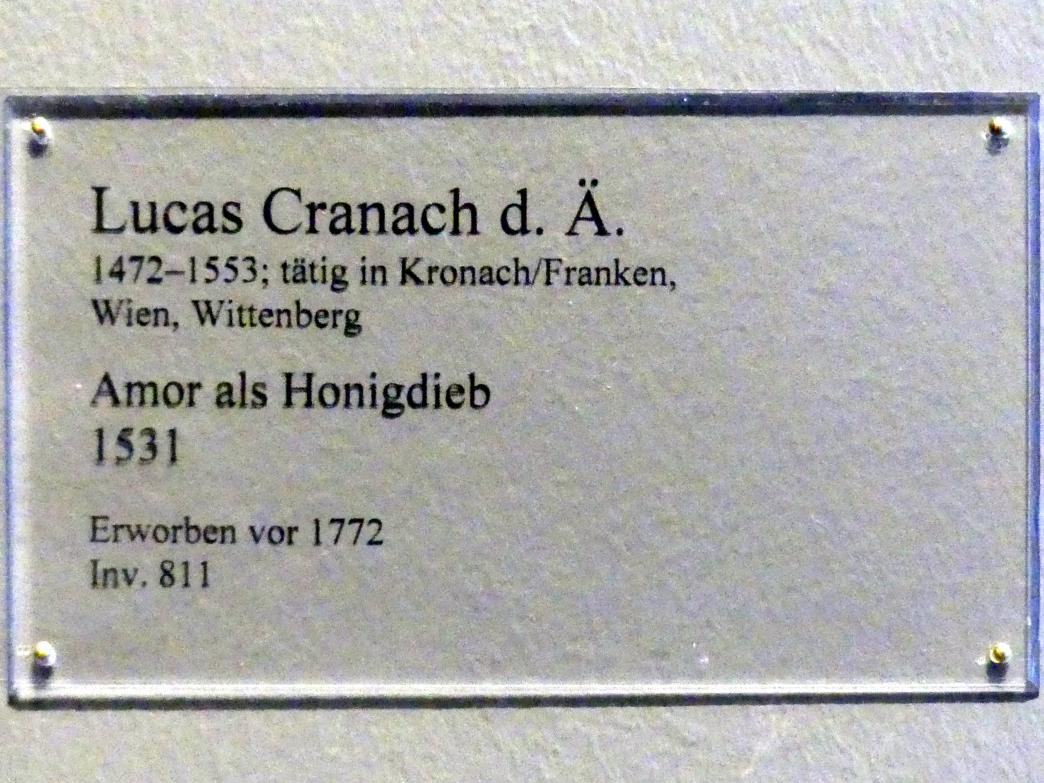 Lucas Cranach d. Ä.
1472–1553; tätig in Kronach/Franken,
Wien, Wittenberg
Amor als Honigdieb
1531
Erworben vor 1772
Inv. 811